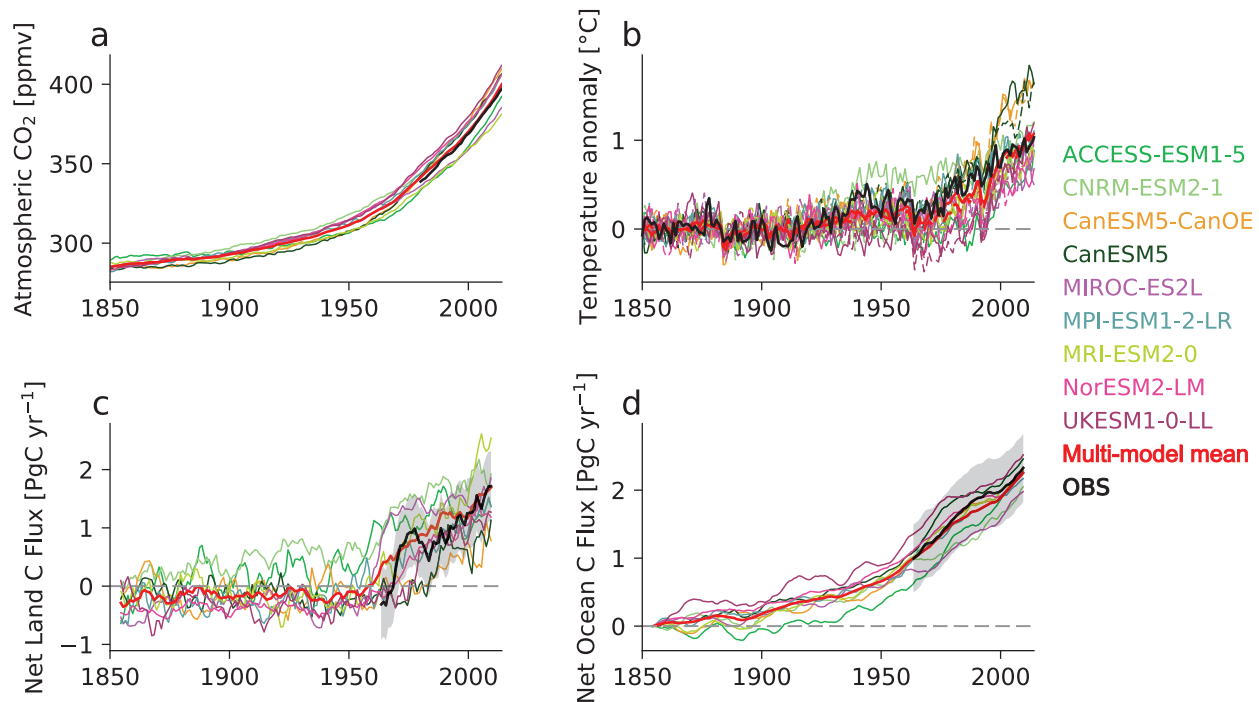 a
Atmospheric CO₂ [ppmv]
400
350
300
1850
1900
1950
2000
b
Temperature anomaly [°C]
1
0
1850
1900
1950
2000
c
Net Land C Flux [PgC yr⁻¹]
2
1
0
−1
1850
1900
1950
2000
d
Net Ocean C Flux [PgC yr⁻¹]
2
1
0
1850
1900
1950
2000
ACCESS-ESM1-5
CNRM-ESM2-1
CanESM5-CanOE
CanESM5
MIROC-ES2L
MPI-ESM1-2-LR
MRI-ESM2-0
NorESM2-LM
UKESM1-0-LL
Multi-model mean
OBS